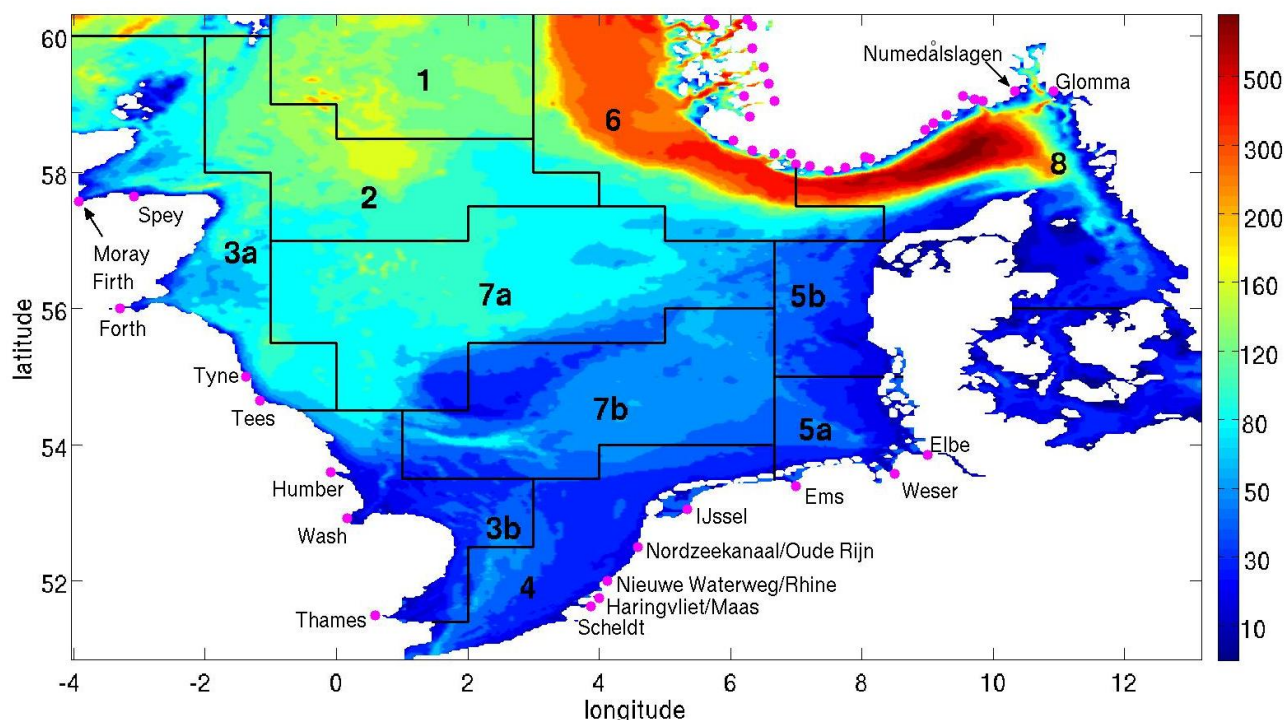 60
58
56
54
52
latitude
-4
-2
0
2
4
6
8
10
12
longitude
1
2
3a
6
8
7a
5b
7b
5a
3b
4
Numedålslagen
Glomma
Spey
Moray
Firth
Forth
Tyne
Tees
Humber
Wash
Thames
Elbe
Weser
Ems
IJssel
Nordzeekanaal/Oude Rijn
Nieuwe Waterweg/Rhine
Haringvliet/Maas
Scheldt
500
300
200
160
120
80
50
30
10